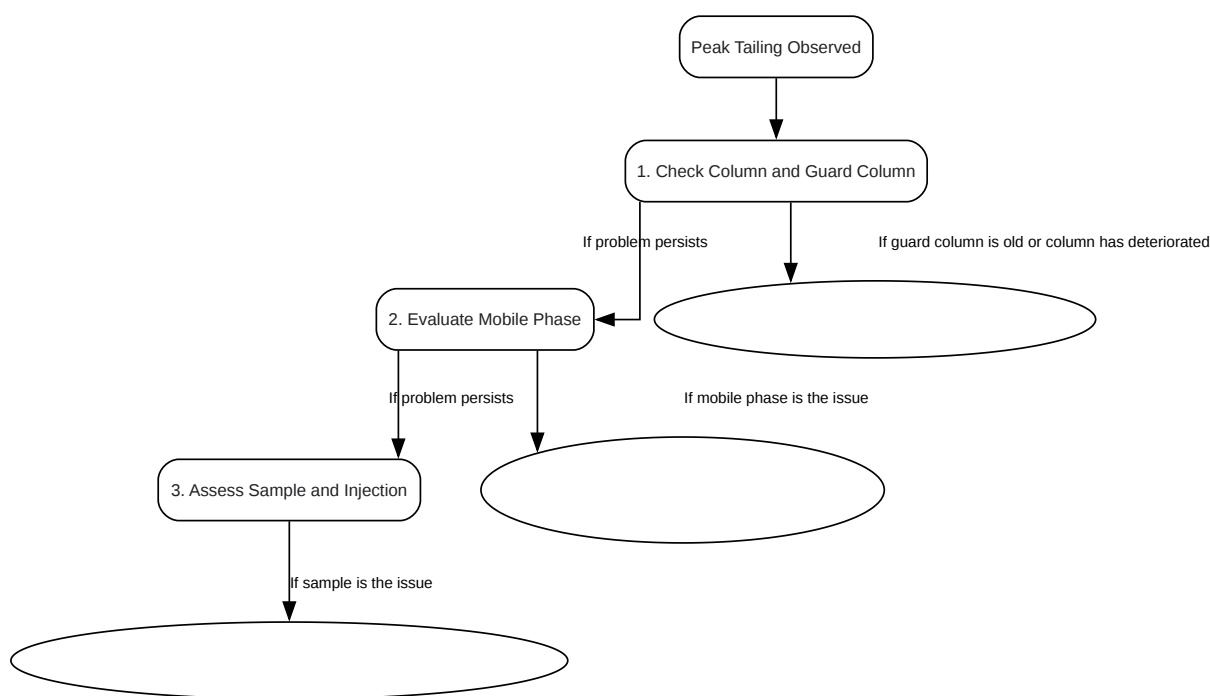 Peak Tailing Observed
1. Check Column and Guard Column
If problem persists
If guard column is old or column has deteriorated
2. Evaluate Mobile Phase
If problem persists
If mobile phase is the issue
3. Assess Sample and Injection
If sample is the issue